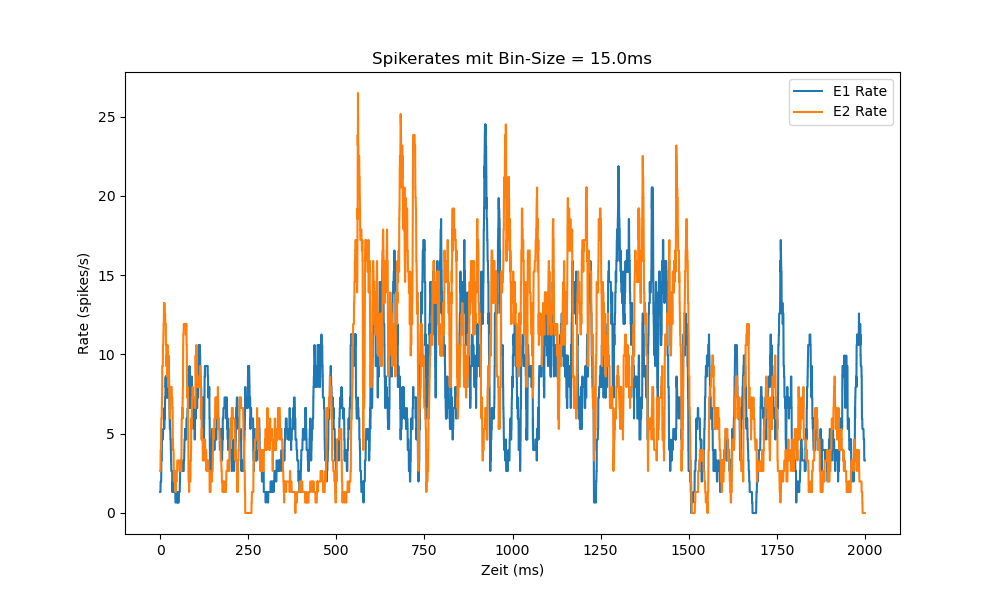 Spikerates mit Bin-Size = 15.0ms
E1 Rate
E2 Rate
Rate (spikes/s)
25
20
15
10
5
0
0 250 500 750 1000 1250 1500 1750 2000
Zeit (ms)